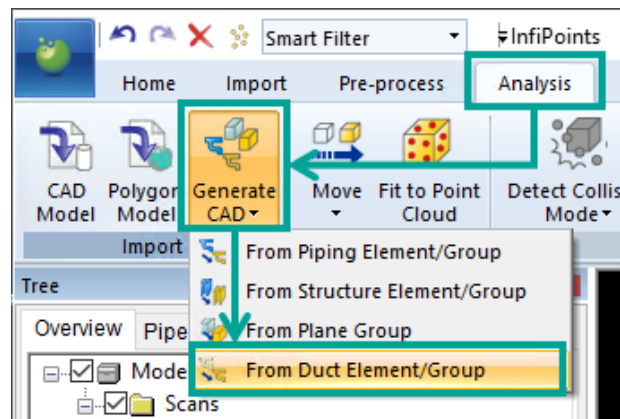 Smart Filter
InfiPoints
Home Import Pre-process Analysis
CAD Model
Polygon Model
Generate CAD
Move
Fit to Point Cloud
Detect Collis
Mode
Import
From Piping Element/Group
From Structure Element/Group
From Plane Group
From Duct Element/Group
Tree
Overview Pipe
Mode
Scans